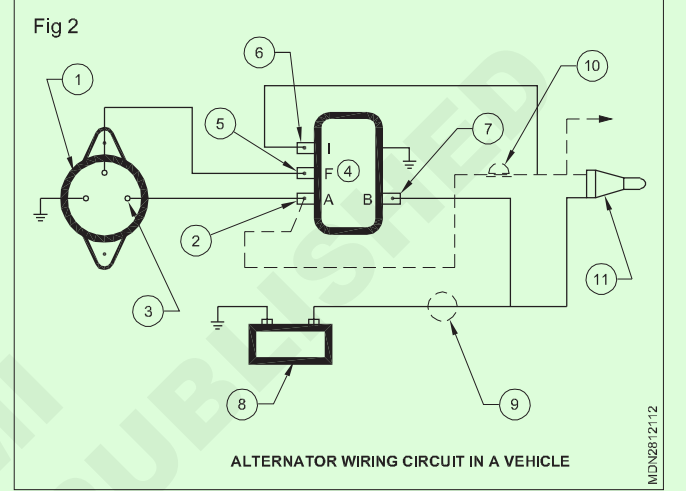 Fig 2
1
6
10
5
7
I
F
4
A
B
2
3
11
8
9
ALTERNATOR WIRING CIRCUIT IN A VEHICLE
MDN2812112
PUBLISHED